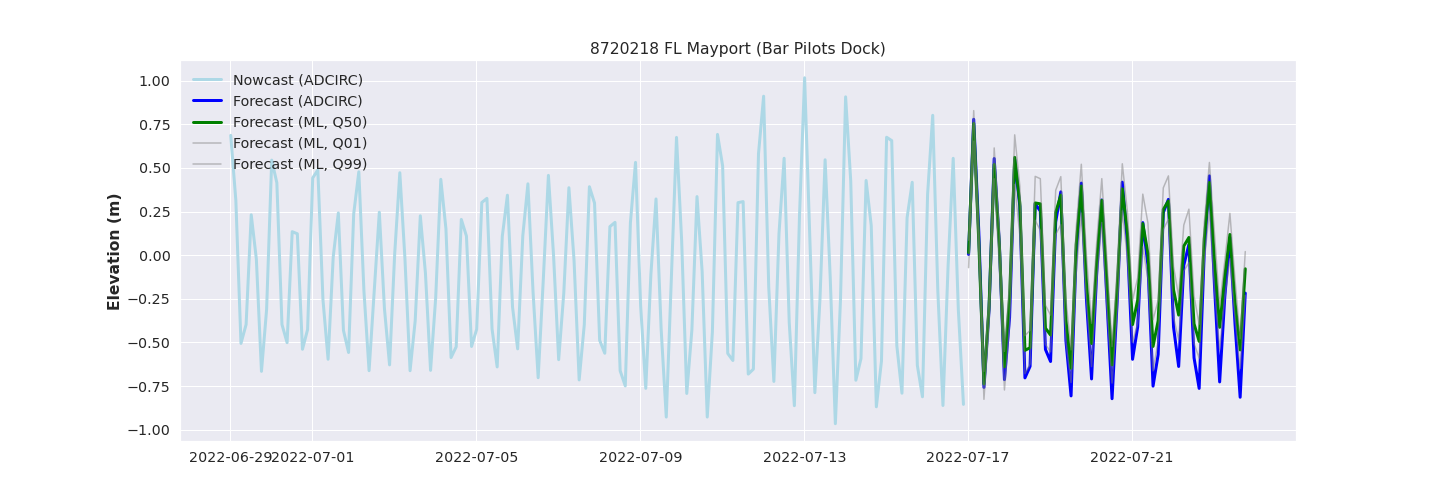 8720218 FL Mayport (Bar Pilots Dock)
Nowcast (ADCIRC)
Forecast (ADCIRC)
Forecast (ML, Q50)
Forecast (ML, Q01)
Forecast (ML, Q99)
Elevation (m)
1.00
0.75
0.50
0.25
0.00
−0.25
−0.50
−0.75
−1.00
2022-06-29 2022-07-01 2022-07-05 2022-07-09 2022-07-13 2022-07-17 2022-07-21